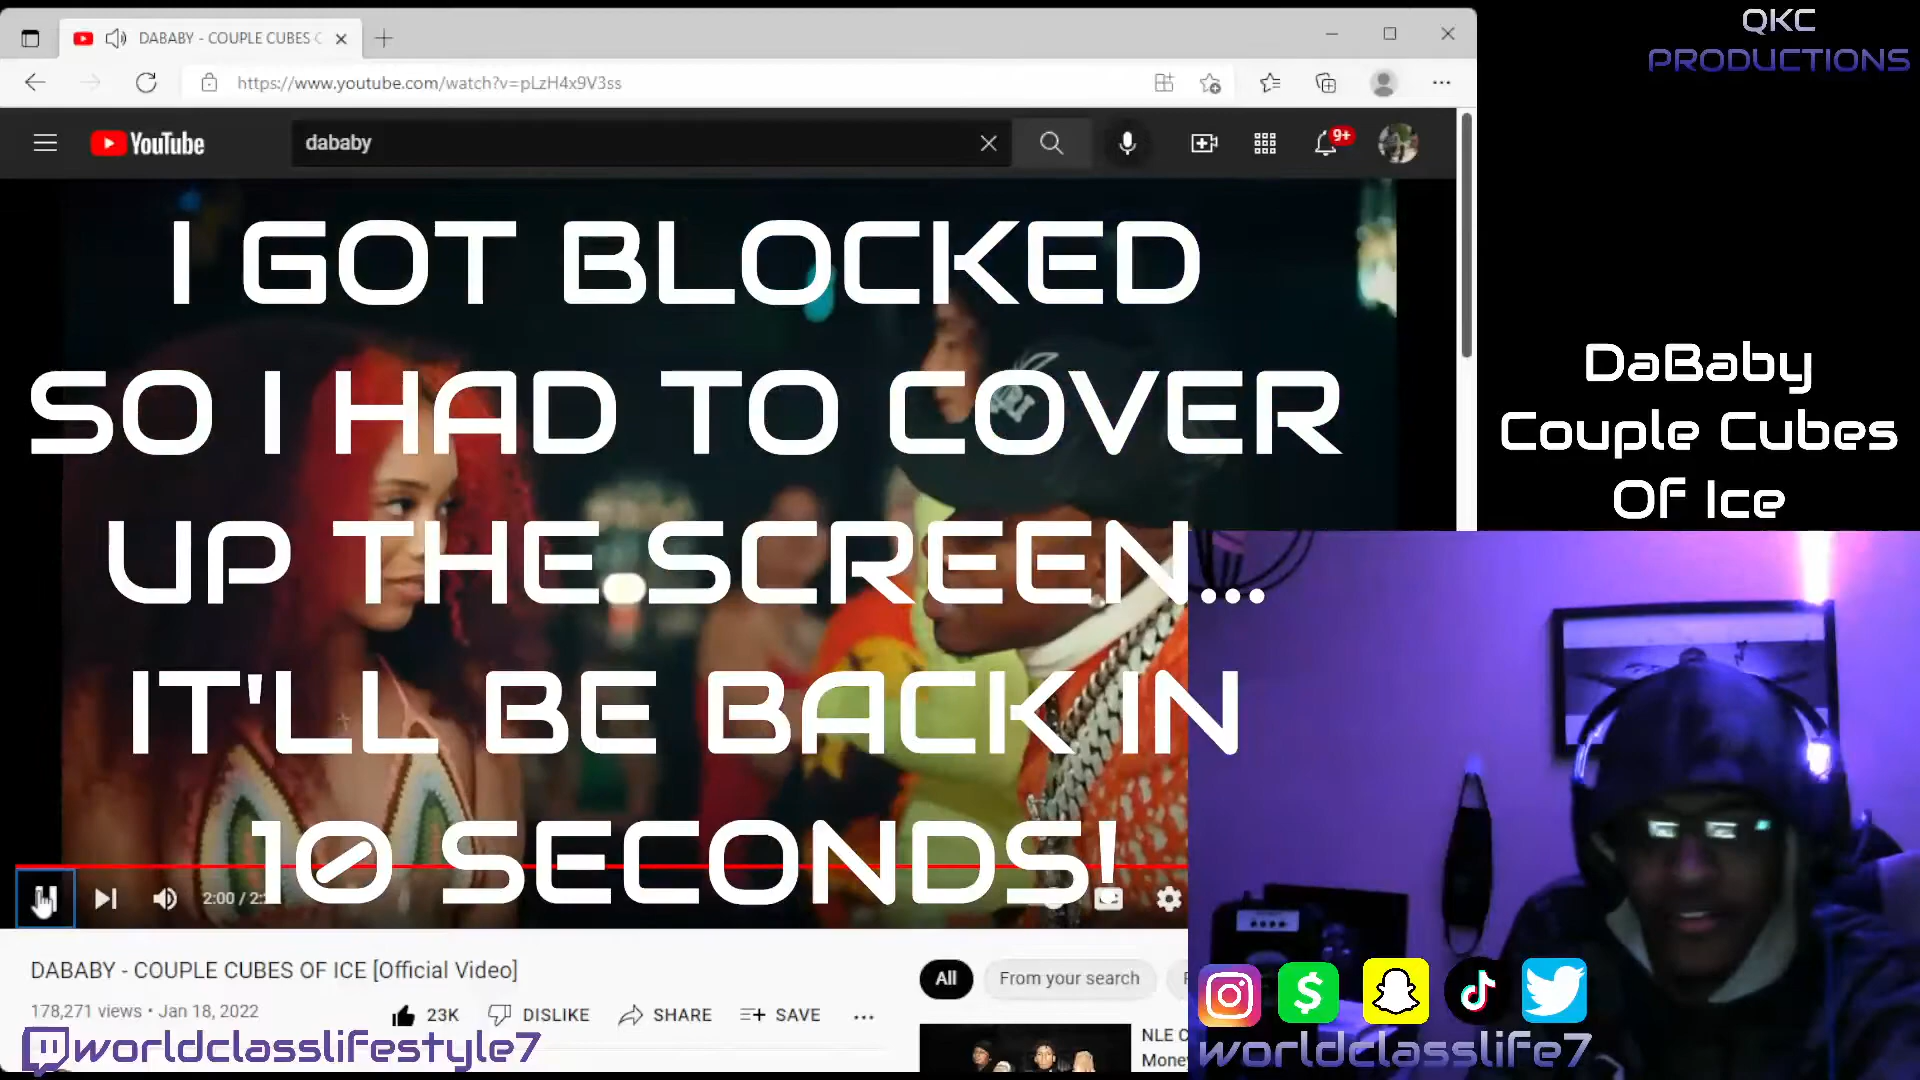 DABABY - COUPLE CUBES
https://www.youtube.com/watch?v=pLzH4x9V3ss
YouTube
dababy
9+
QKC
PRODUCTIONS
I GOT BLOCKED
SO I HAD TO COVER
UP THE SCREEN...
IT'LL BE BACK IN
10 SECONDS!
DaBaby
Couple Cubes
Of Ice
2:00 / 2:
DABABY - COUPLE CUBES OF ICE [Official Video]
178,271 views • Jan 18, 2022
23K
DISLIKE
SHARE
SAVE
All
From your search
NLE C
Mone
worldclasslifestyle7
worldclasslife7